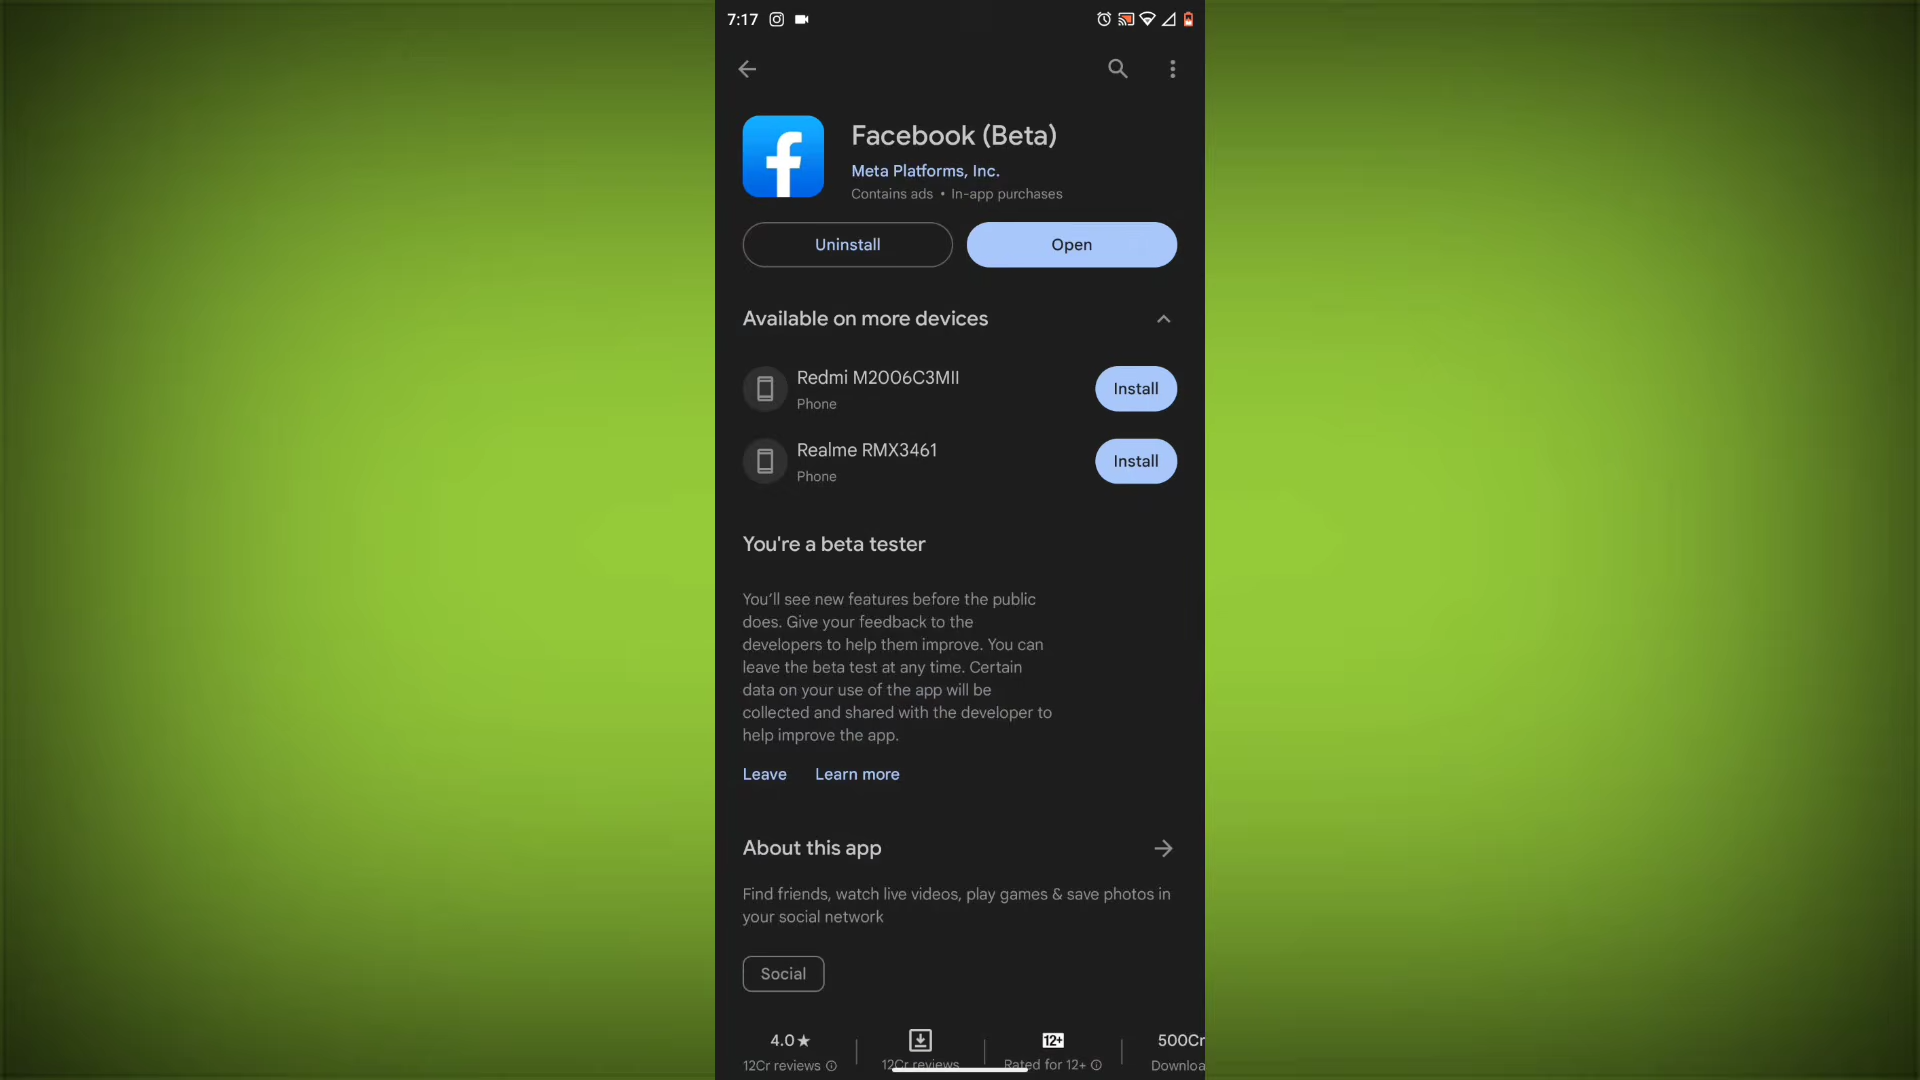 7:17
Facebook (Beta)
Meta Platforms, Inc.
Contains ads • In-app purchases
Uninstall
Open
Available on more devices
Redmi M2006C3MII
Phone
Install
Realme RMX3461
Phone
Install
You're a beta tester
You'll see new features before the public
does. Give your feedback to the
developers to help them improve. You can
leave the beta test at any time. Certain
data on your use of the app will be
collected and shared with the developer to
help improve the app.
Leave Learn more
About this app
Find friends, watch live videos, play games & save photos in
your social network
Social
4.0★ 12+ 500Cr
12Cr reviews 12Cr reviews Rated for 12+ Downloa